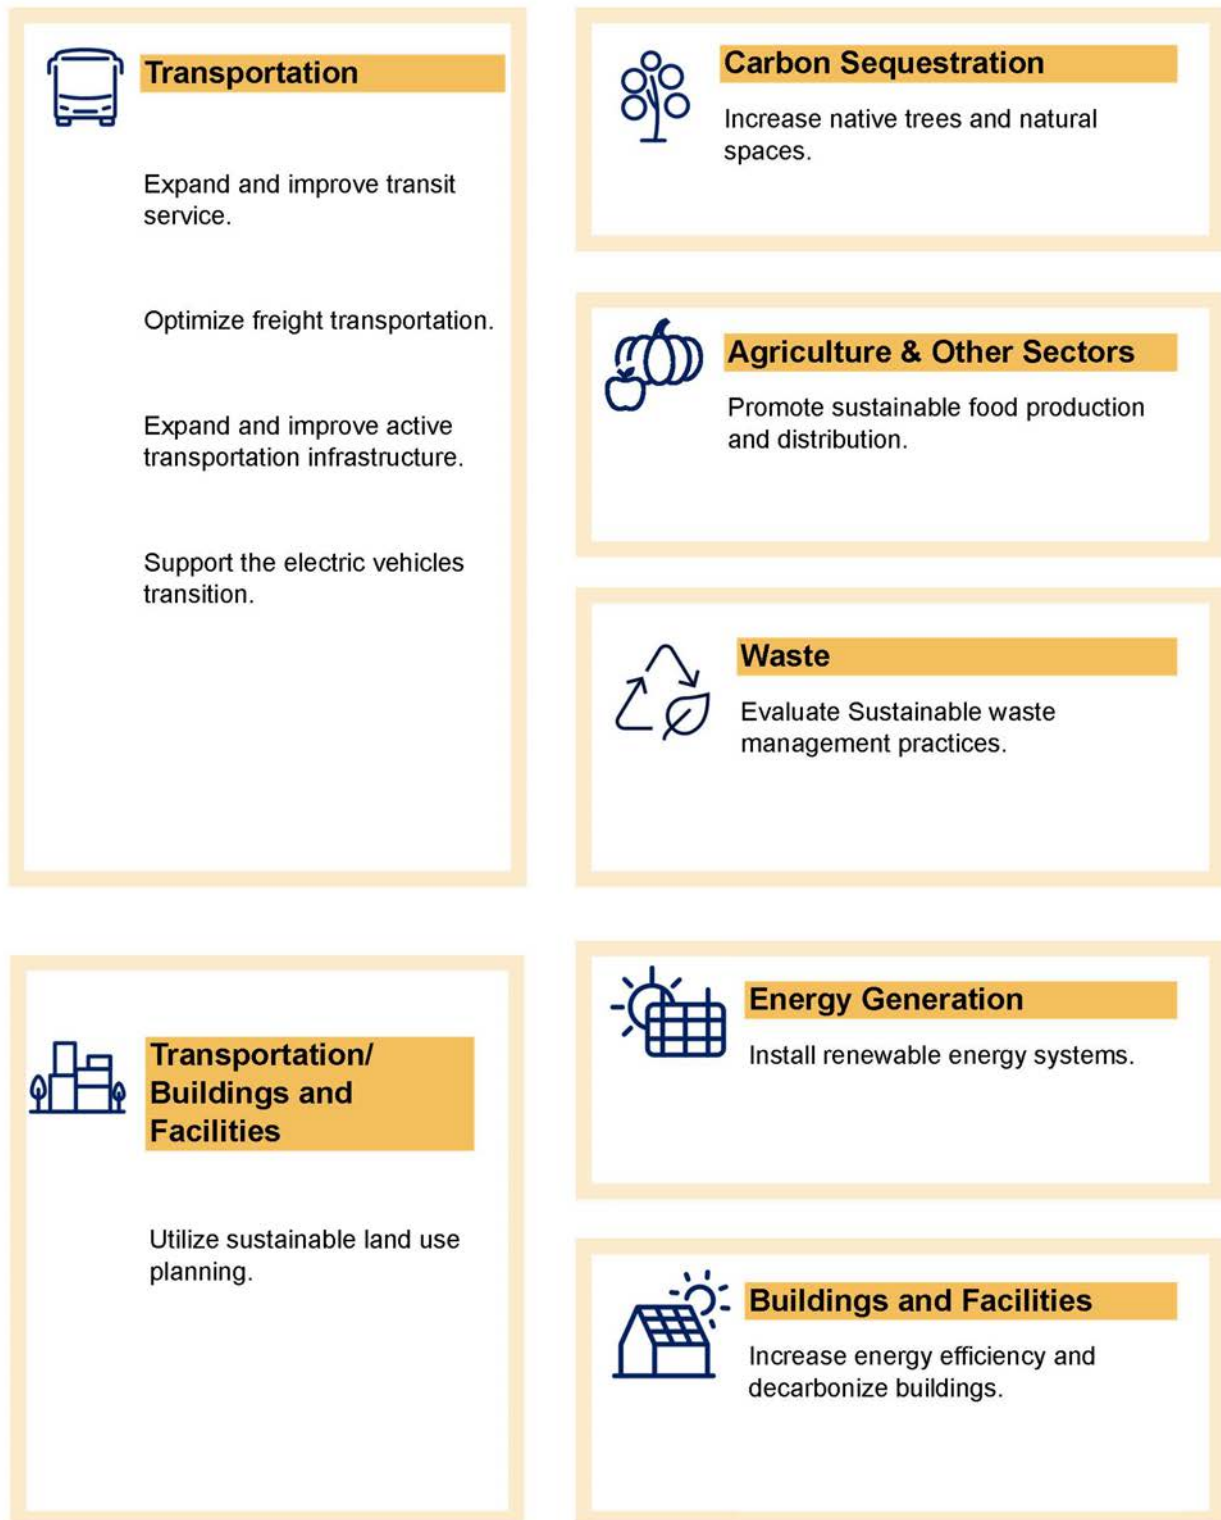 Transportation
Expand and improve transit
service.
Optimize freight transportation.
Expand and improve active
transportation infrastructure.
Support the electric vehicles
transition.
Carbon Sequestration
Increase native trees and natural
spaces.
Agriculture & Other Sectors
Promote sustainable food production
and distribution.
Waste
Evaluate Sustainable waste
management practices.
Transportation/
Buildings and
Facilities
Utilize sustainable land use
planning.
Energy Generation
Install renewable energy systems.
Buildings and Facilities
Increase energy efficiency and
decarbonize buildings.